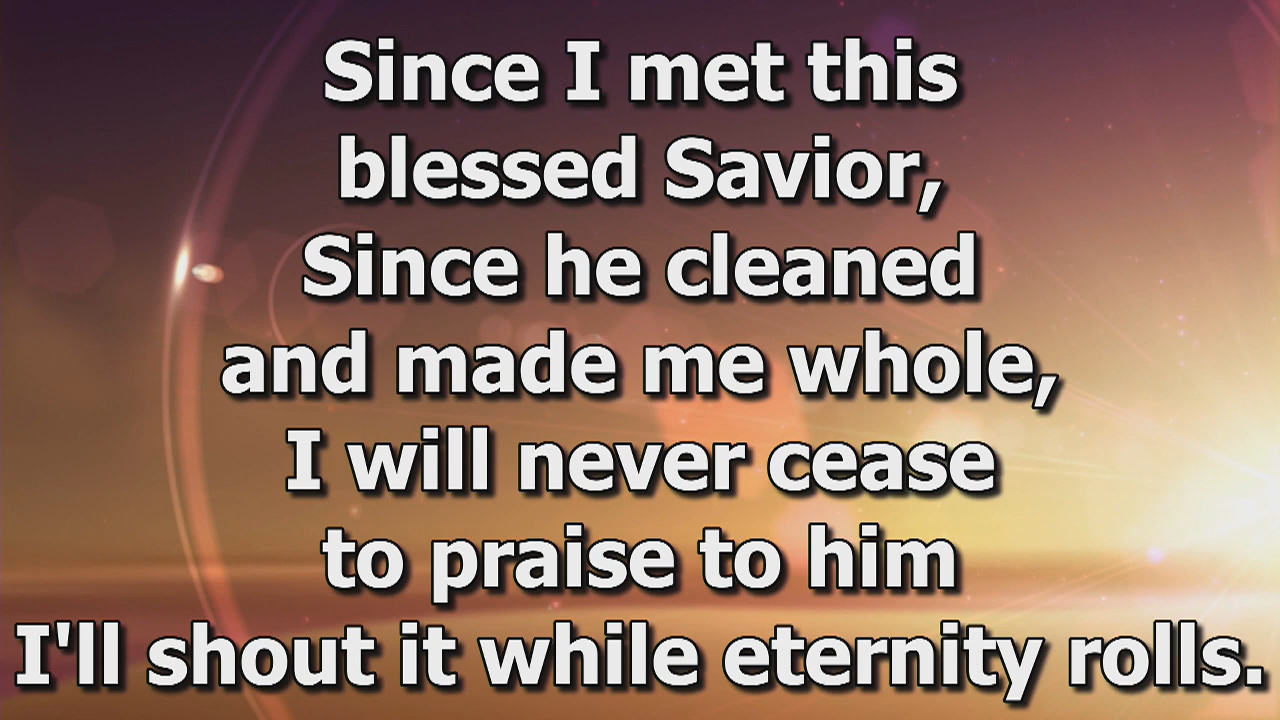 Since I met this
blessed Savior,
Since he cleaned
and made me whole,
I will never cease
to praise to him
I'll shout it while eternity rolls.